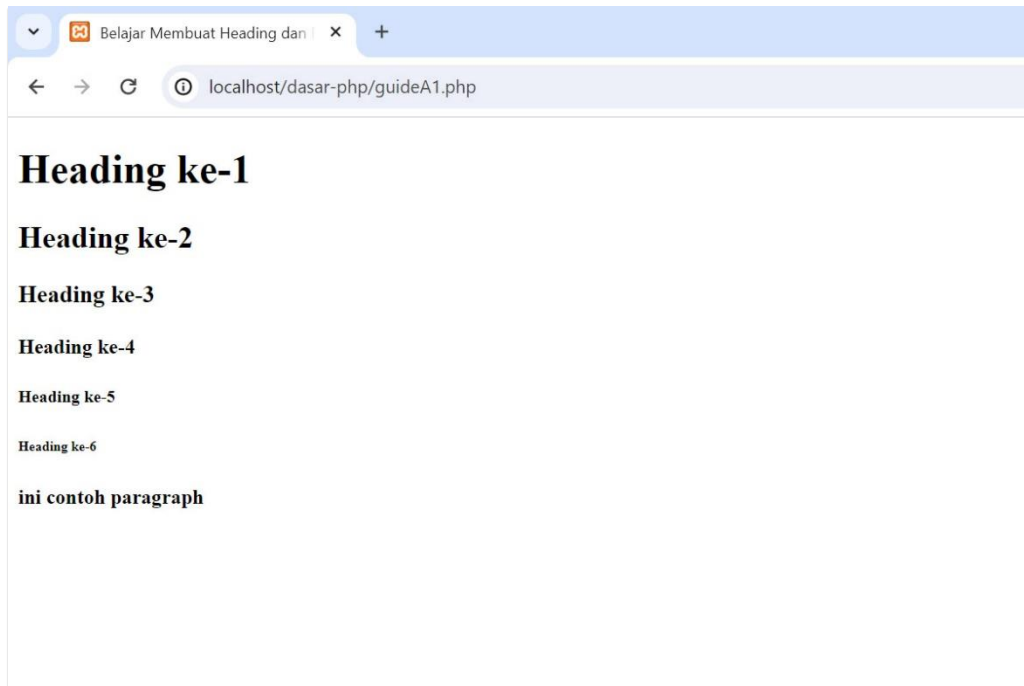 Belajar Membuat Heading dan
localhost/dasar-php/guideA1.php
Heading ke-1
Heading ke-2
Heading ke-3
Heading ke-4
Heading ke-5
Heading ke-6
ini contoh paragraph